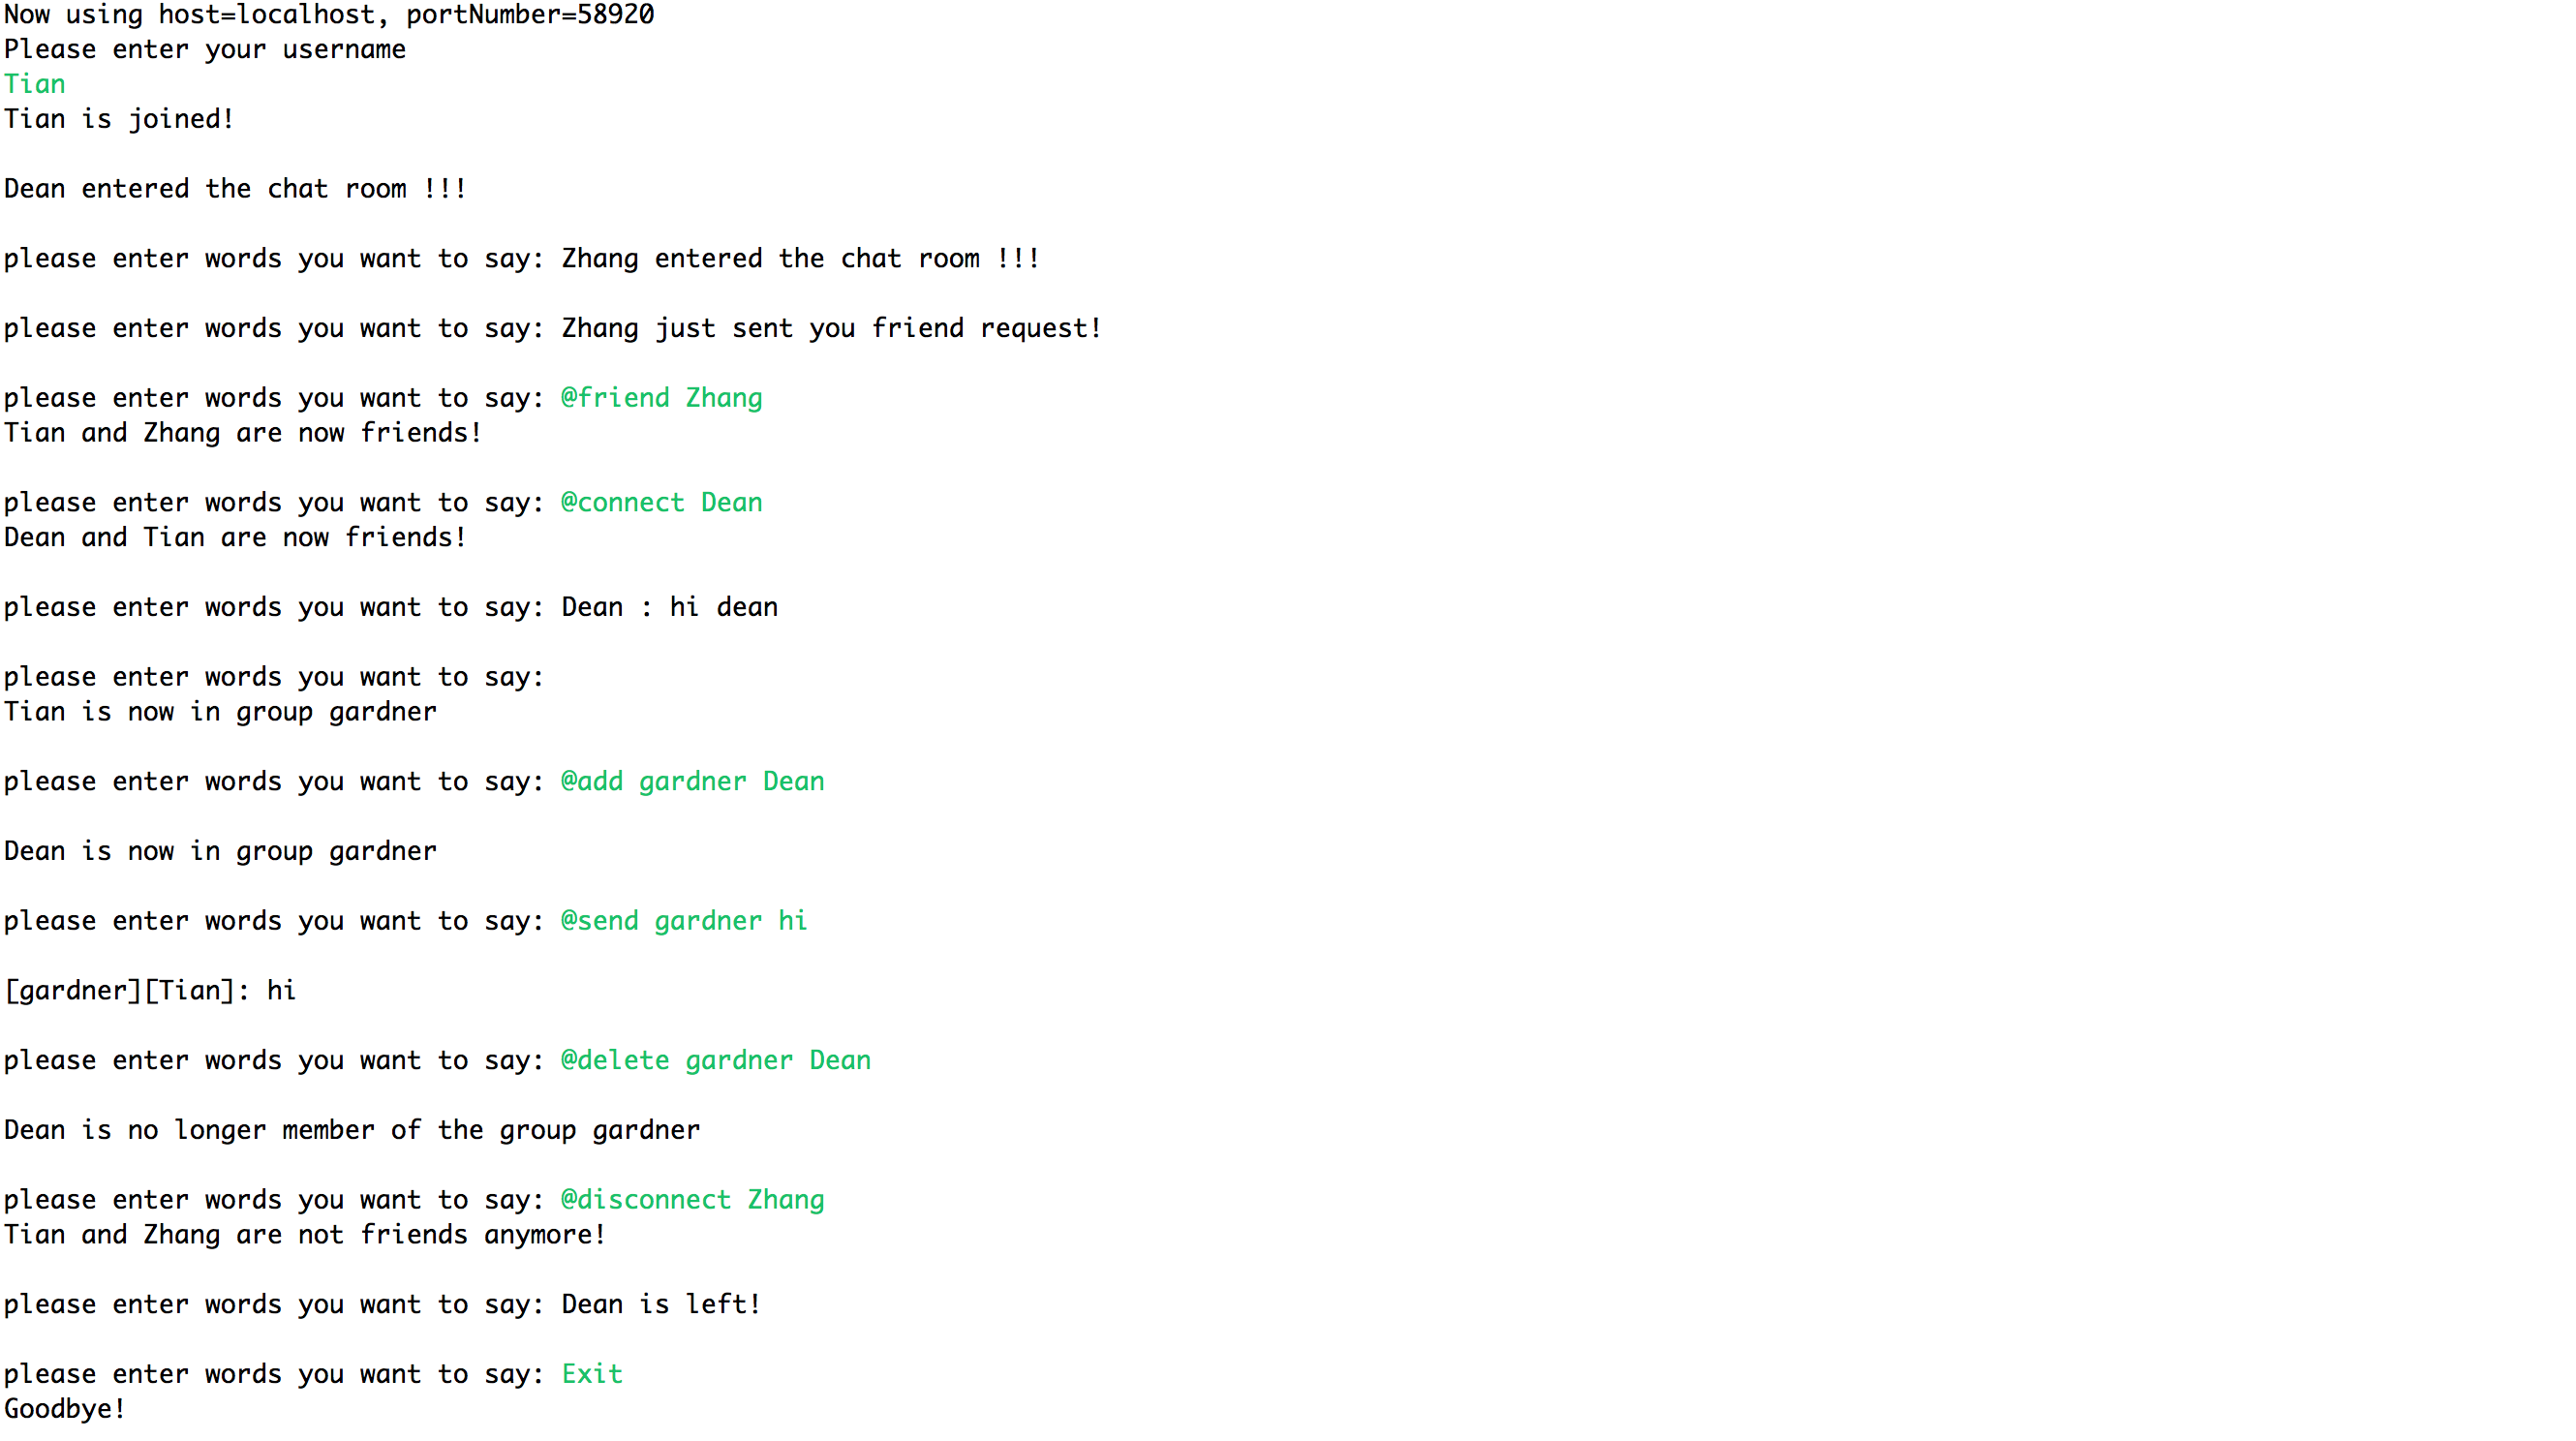 Now using host=localhost, portNumber=58920
Please enter your username
Tian
Tian is joined!
Dean entered the chat room !!!
please enter words you want to say: Zhang entered the chat room !!!
please enter words you want to say: Zhang just sent you friend request!
please enter words you want to say: @friend Zhang
Tian and Zhang are now friends!
please enter words you want to say: @connect Dean
Dean and Tian are now friends!
please enter words you want to say: Dean : hi dean
please enter words you want to say:
Tian is now in group gardner
please enter words you want to say: @add gardner Dean
Dean is now in group gardner
please enter words you want to say: @send gardner hi
[gardner][Tian]: hi
please enter words you want to say: @delete gardner Dean
Dean is no longer member of the group gardner
please enter words you want to say: @disconnect Zhang
Tian and Zhang are not friends anymore!
please enter words you want to say: Dean is left!
please enter words you want to say: Exit
Goodbye!